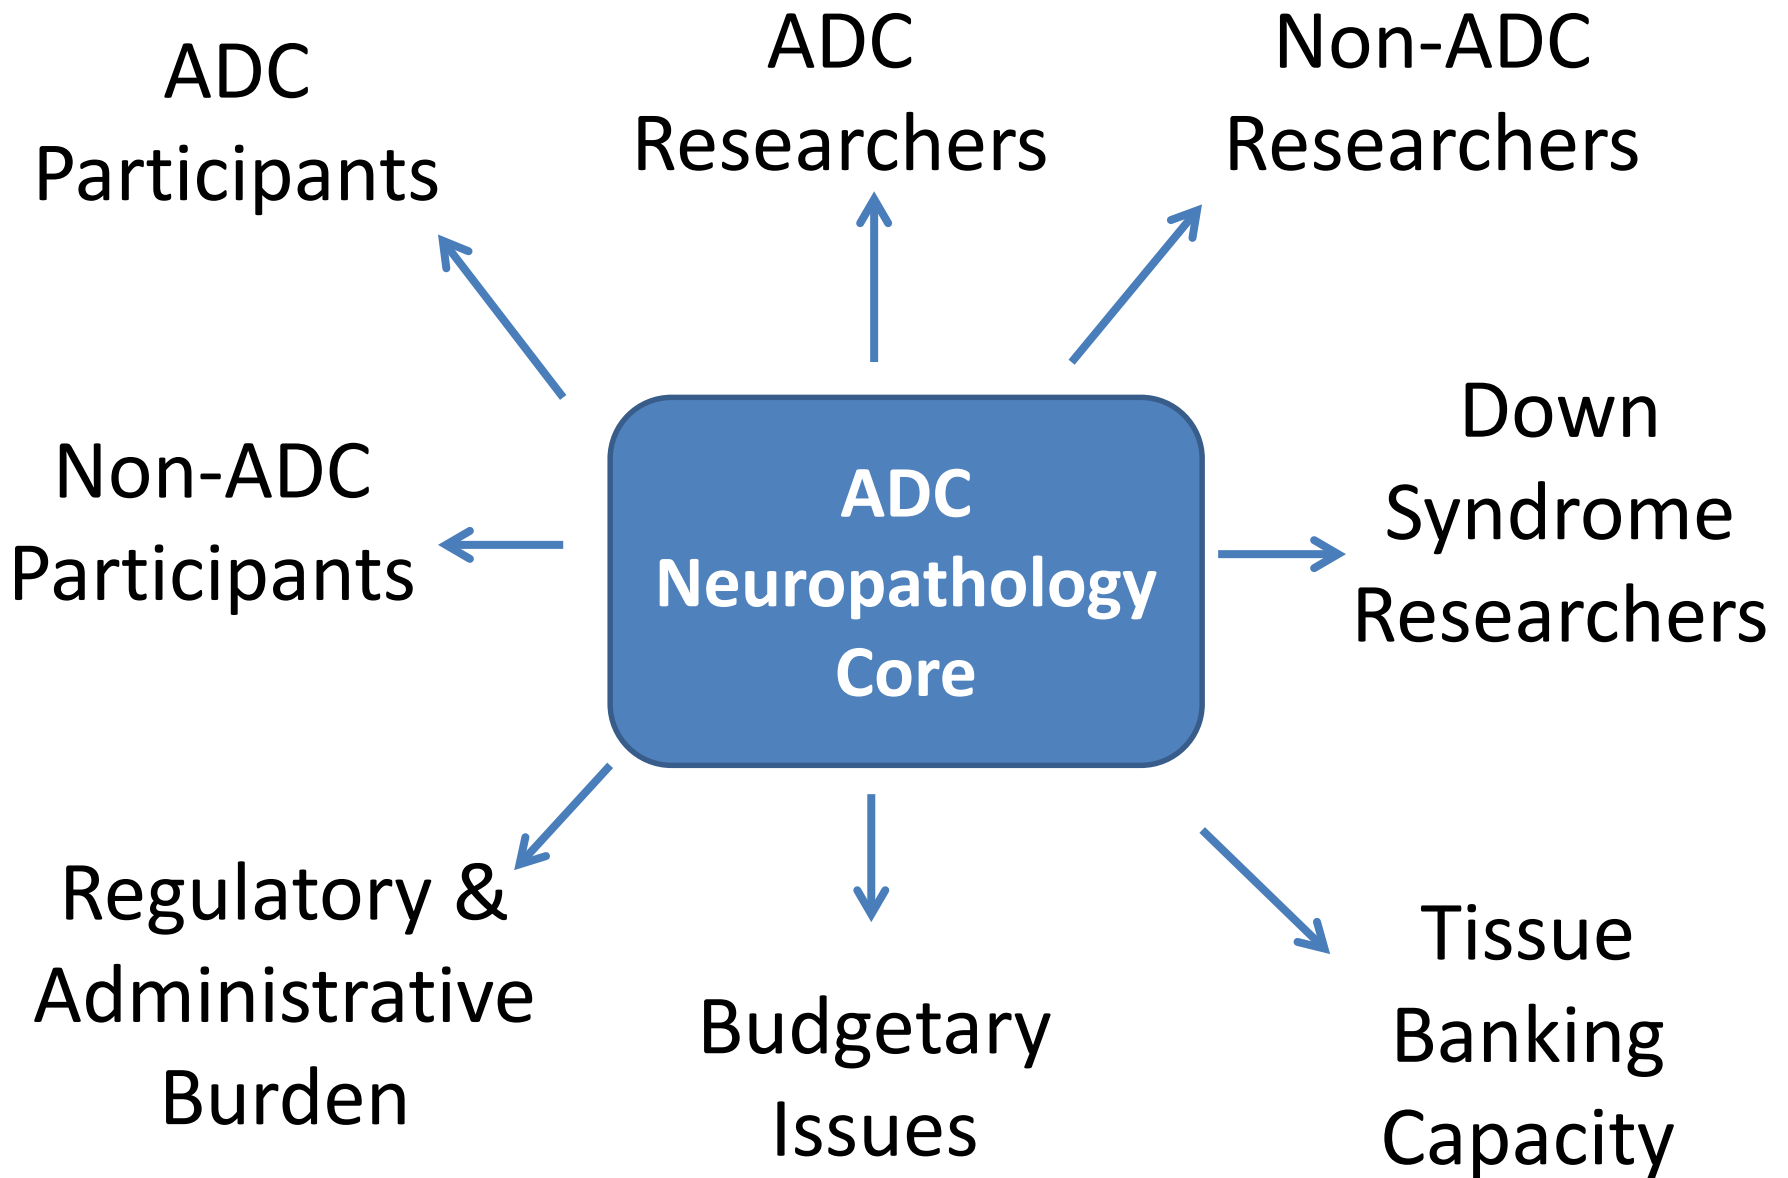 ADC
Participants
ADC
Researchers
Non-ADC
Researchers
Non-ADC
Participants
ADC
Neuropathology
Core
Down
Syndrome
Researchers
Regulatory &
Administrative
Burden
Budgetary
Issues
Tissue
Banking
Capacity